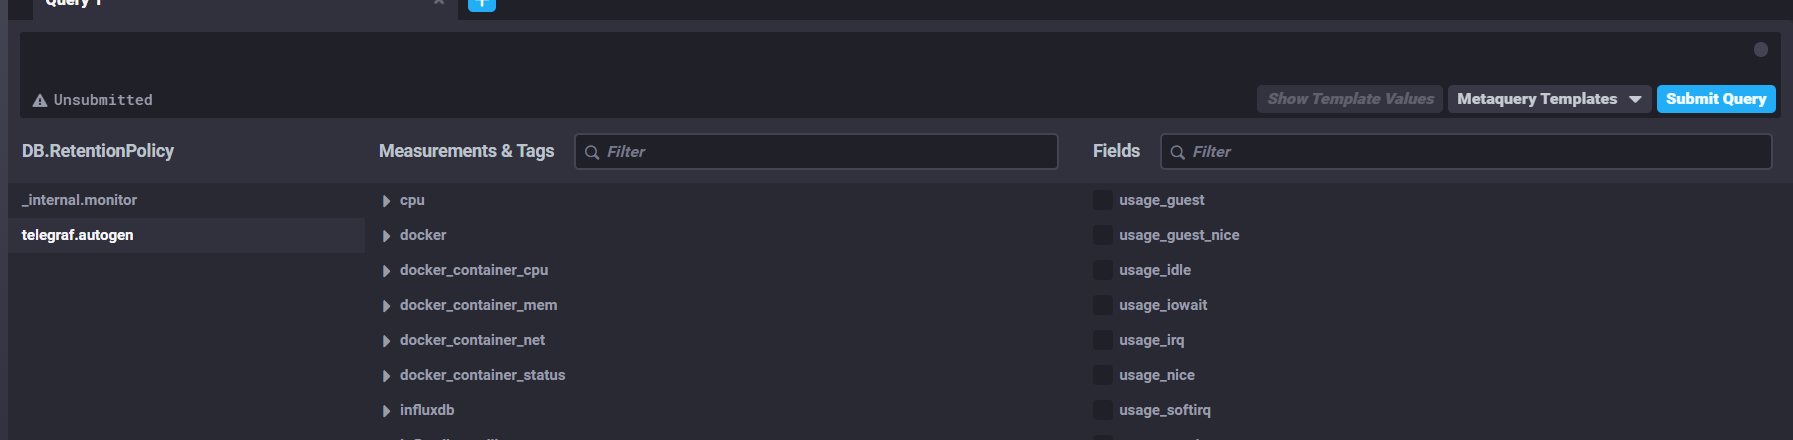 Query 1
Unsubmitted
Show Template Values
Metaquery Templates
Submit Query
DB.RetentionPolicy
Measurements & Tags
Filter
Fields
Filter
_internal.monitor
telegraf.autogen
cpu
docker
docker_container_cpu
docker_container_mem
docker_container_net
docker_container_status
influxdb
usage_guest
usage_guest_nice
usage_idle
usage_iowait
usage_irq
usage_nice
usage_softirq